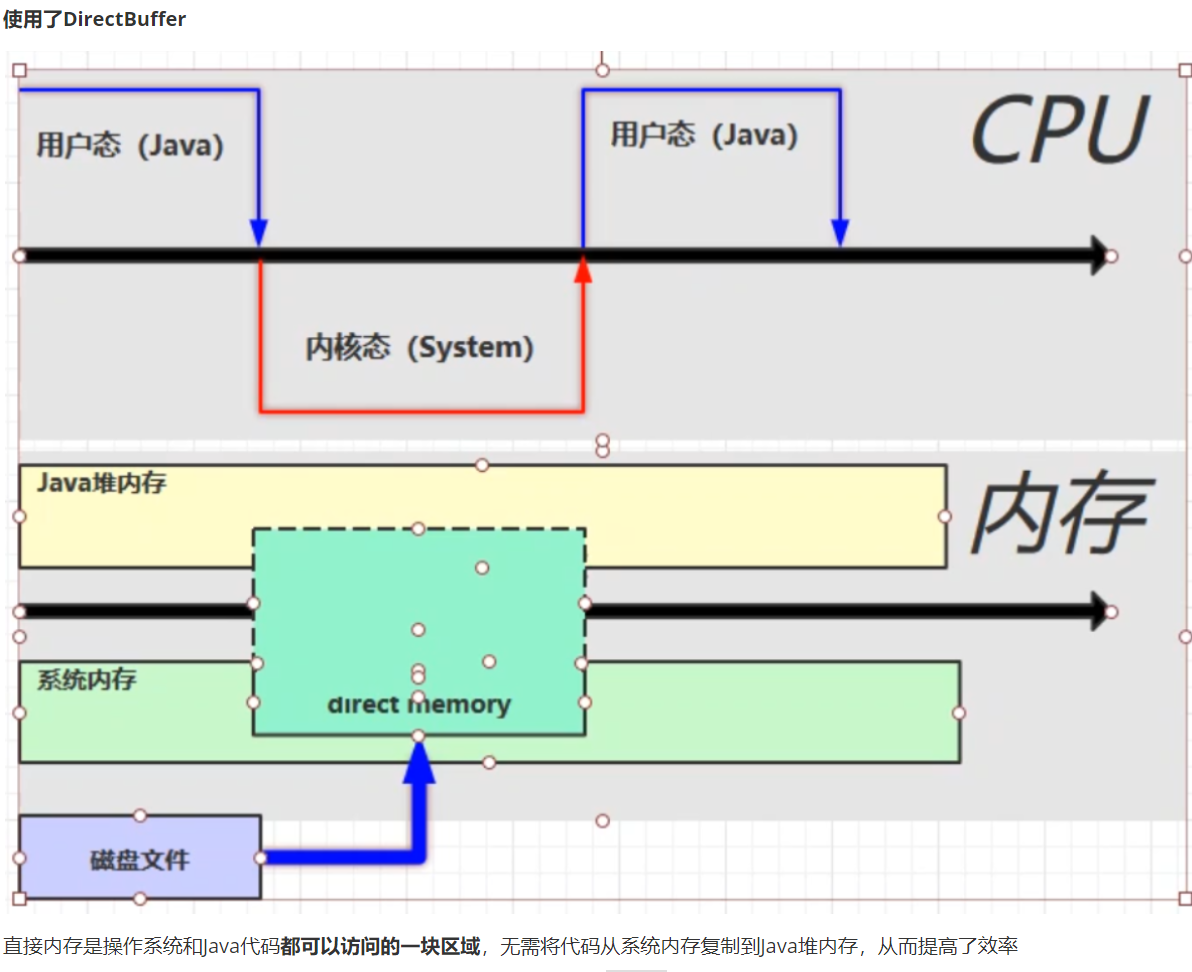 使用了DirectBuffer
CPU
用户态（Java）
用户态（Java）
内核态（System）
Java堆内存
内存
系统内存
direct memory
磁盘文件
直接内存是操作系统和Java代码都可以访问的一块区域，无需将代码从系统内存复制到Java堆内存，从而提高了效率